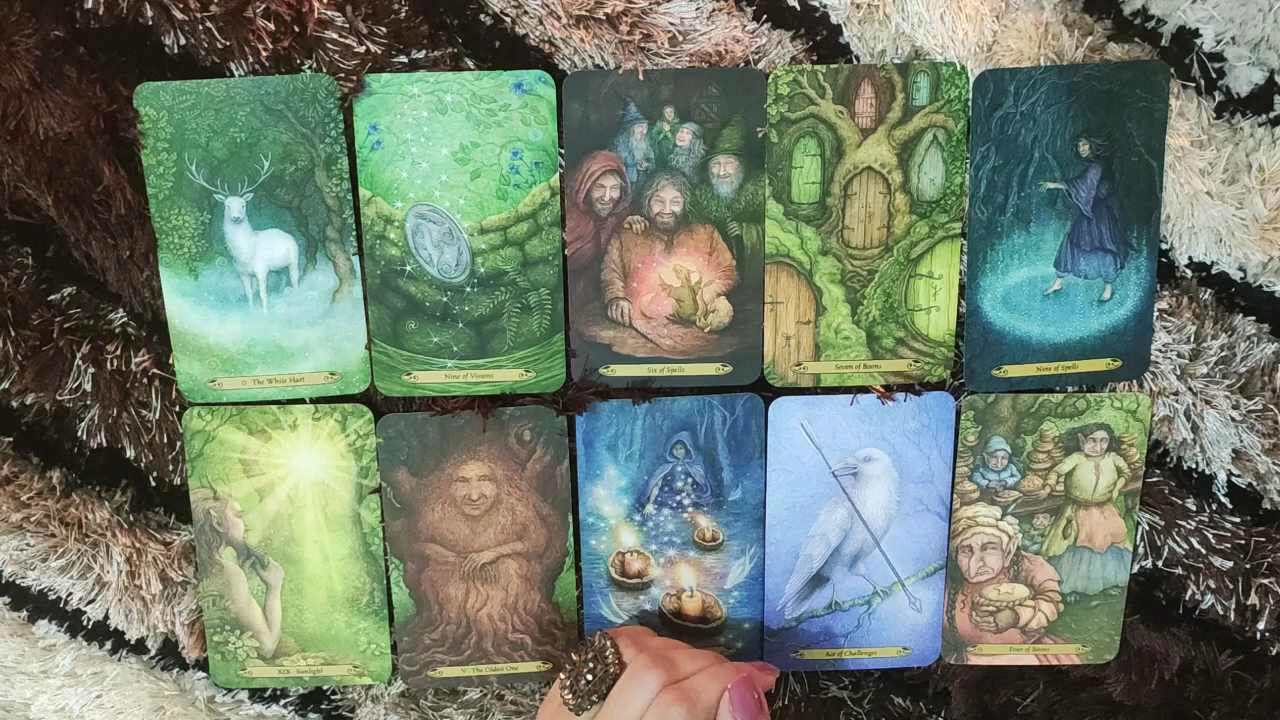 0 · The White Hart
Nine of Visions
Six of Spells
Seven of Boons
Nine of Spells
XIX · Sunlight
V · The Oldest One
Ace of Challenges
Four of Boons